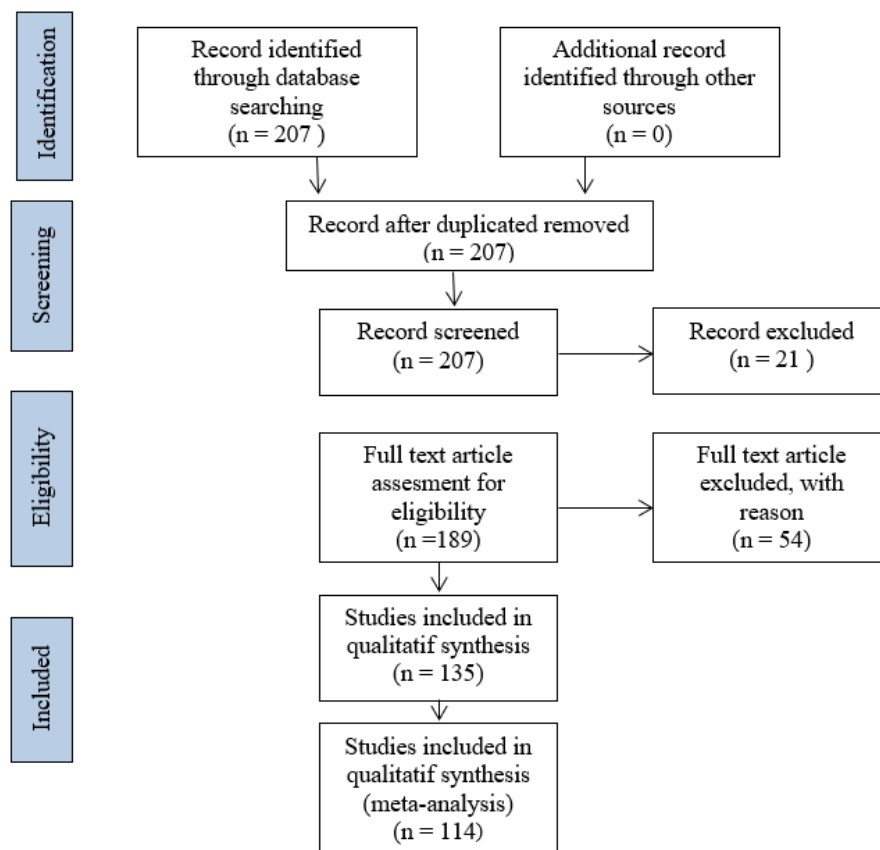 Identification
Record identified
through database
searching
(n = 207 )
Additional record
identified through other
sources
(n = 0)
Screening
Record after duplicated removed
(n = 207)
Record screened
(n = 207)
Record excluded
(n = 21 )
Eligibility
Full text article
assesment for
eligibility
(n =189)
Full text article
excluded, with
reason
(n = 54)
Included
Studies included in
qualitatif synthesis
(n = 135)
Studies included in
qualitatif synthesis
(meta-analysis)
(n = 114)